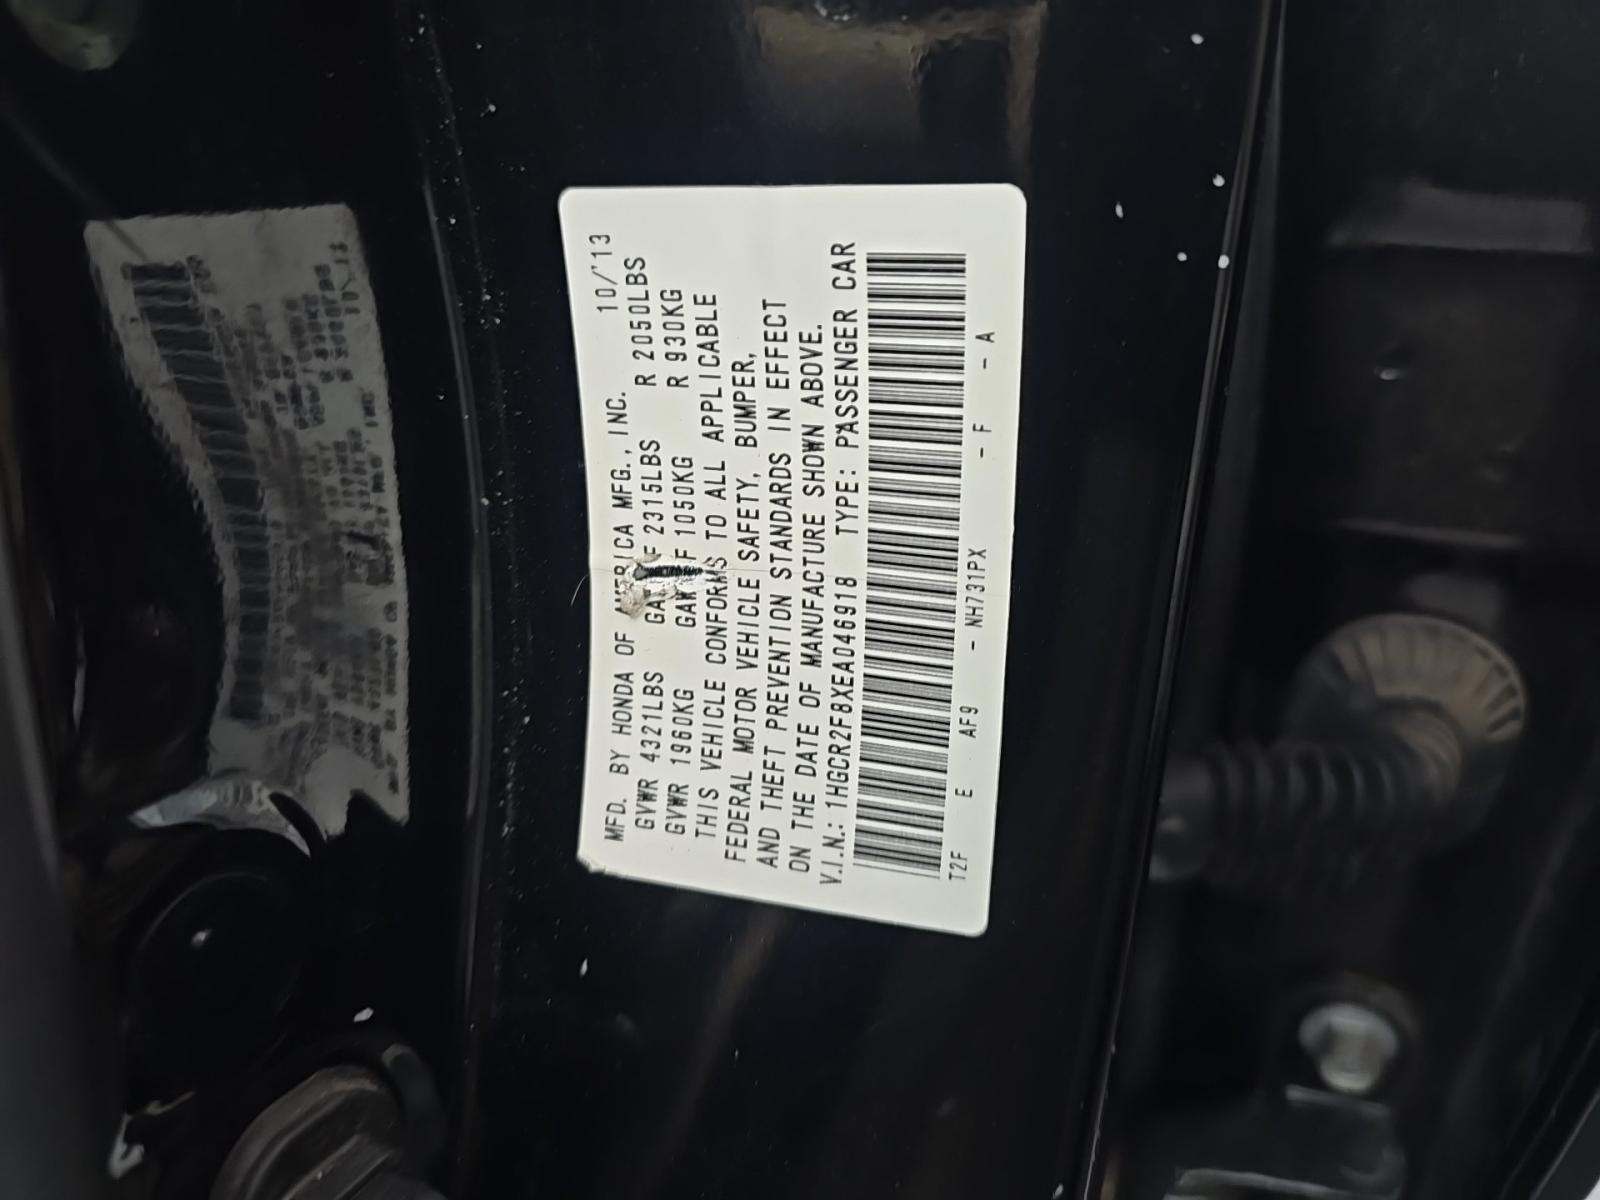 MFD. BY HONDA OF AMERICA MFG., INC. 10/'13
GVWR 4321LBS GAWR F 2315LBS R 2050LBS
GVWR 1960KG GAWR F 1050KG R 930KG
THIS VEHICLE CONFORMS TO ALL APPLICABLE
FEDERAL MOTOR VEHICLE SAFETY, BUMPER,
AND THEFT PREVENTION STANDARDS IN EFFECT
ON THE DATE OF MANUFACTURE SHOWN ABOVE.
V.I.N.: 1HGCR2F8XEA046918 TYPE: PASSENGER CAR
T2F E AF9 - NH731PX - F - A